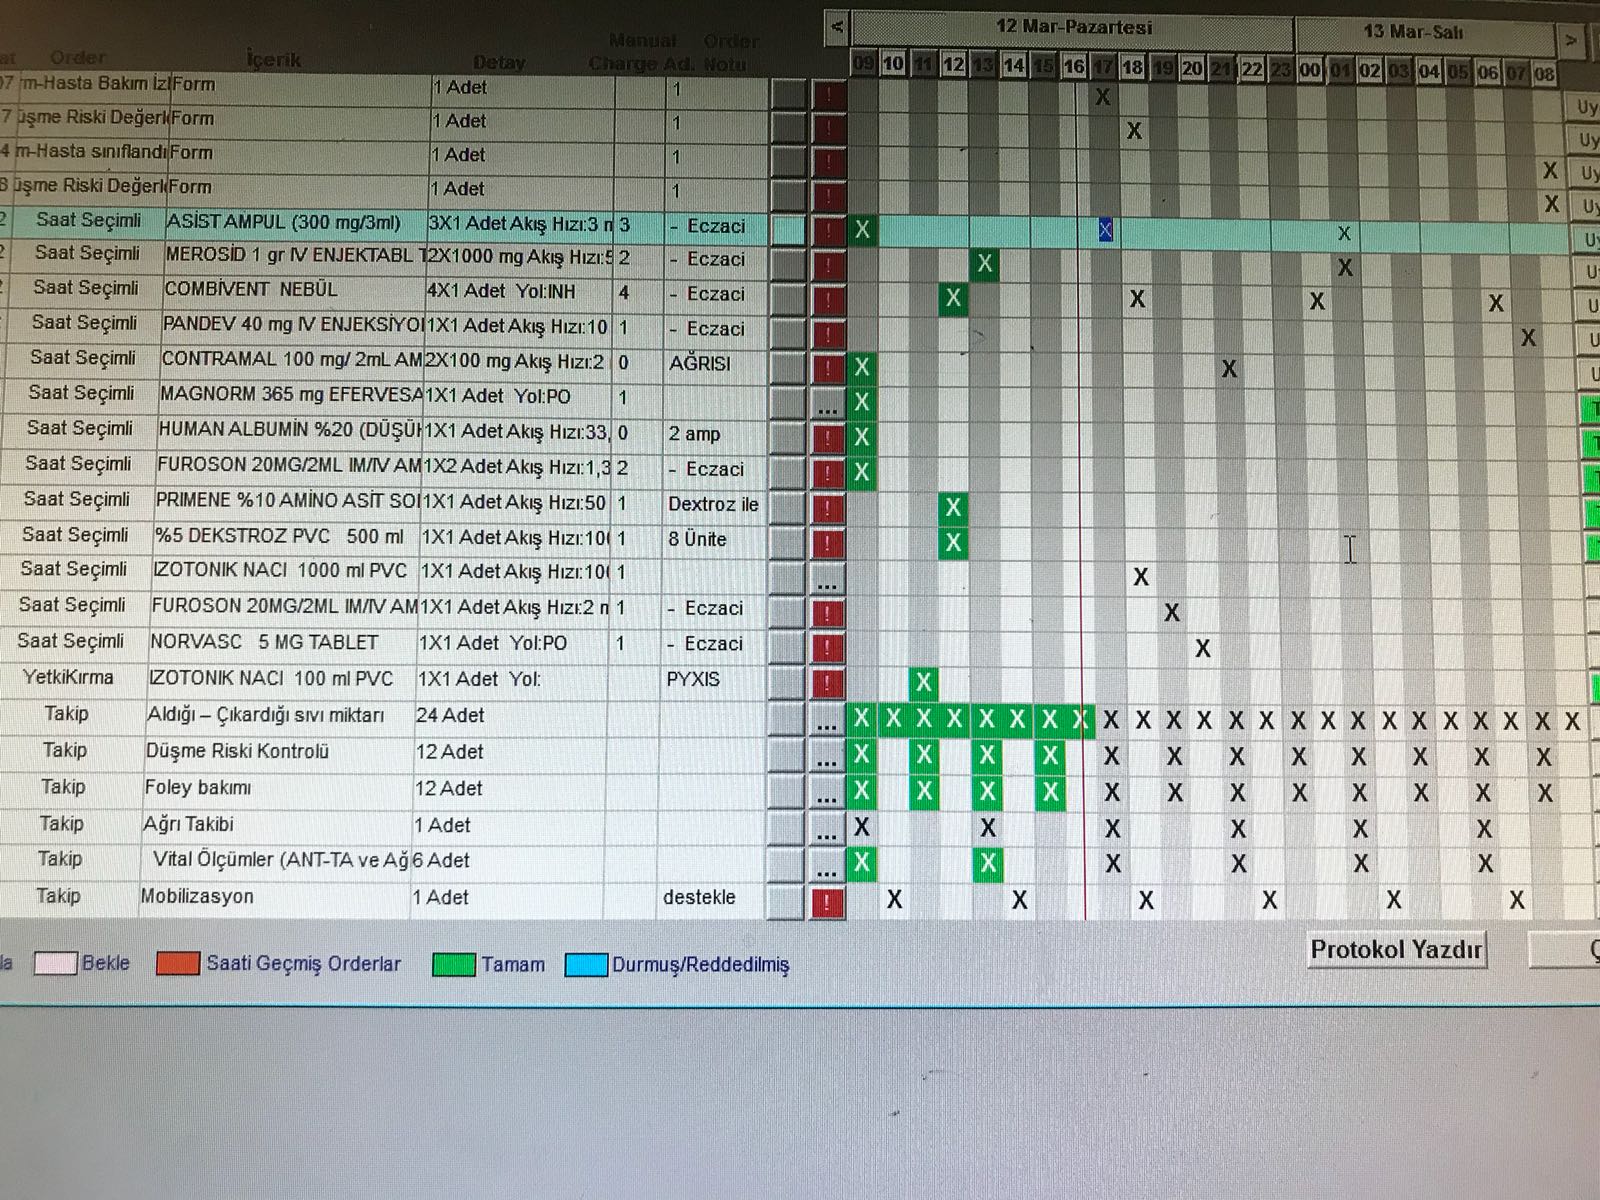 < 12 Mar-Pazartesi 13 Mar-Salı >
at Order İçerik Detay Manual Charge Ad. Order Notu 09 10 11 12 13 14 15 16 17 18 19 20 21 22 23 00 01 02 03 04 05 06 07 08
07 m-Hasta Bakım İzl Form 1 Adet 1 ! X Uy
7 üşme Riski Değerl Form 1 Adet 1 ! X Uy
4 m-Hasta sınıflandı Form 1 Adet 1 ! X Uy
8 üşme Riski Değerl Form 1 Adet 1 ! X Uy
2 Saat Seçimli ASİST AMPUL (300 mg/3ml) 3X1 Adet Akış Hızı:3 n 3 - Eczaci ! X X X Uy
2 Saat Seçimli MEROSİD 1 gr IV ENJEKTABL T 2X1000 mg Akış Hızı:5 2 - Eczaci ! X X U
Saat Seçimli COMBİVENT NEBÜL 4X1 Adet Yol:INH 4 - Eczaci ! X X X X U
Saat Seçimli PANDEV 40 mg IV ENJEKSİYO 1X1 Adet Akış Hızı:10 1 - Eczaci ! X U
Saat Seçimli CONTRAMAL 100 mg/ 2mL AM 2X100 mg Akış Hızı:2 0 AĞRISI ! X X U
Saat Seçimli MAGNORM 365 mg EFERVESA 1X1 Adet Yol:PO 1 ... X T
Saat Seçimli HUMAN ALBUMİN %20 (DÜŞÜ 1X1 Adet Akış Hızı:33, 0 2 amp ! X T
Saat Seçimli FUROSON 20MG/2ML IM/IV AM 1X2 Adet Akış Hızı:1,3 2 - Eczaci ! X T
Saat Seçimli PRIMENE %10 AMİNO ASİT SO 1X1 Adet Akış Hızı:50 1 Dextroz ile ! X T
Saat Seçimli %5 DEKSTROZ PVC 500 ml 1X1 Adet Akış Hızı:10 1 8 Ünite ! X T
Saat Seçimli IZOTONIK NACI 1000 ml PVC 1X1 Adet Akış Hızı:10 1 ... X
Saat Seçimli FUROSON 20MG/2ML IM/IV AM 1X1 Adet Akış Hızı:2 n 1 - Eczaci ! X
Saat Seçimli NORVASC 5 MG TABLET 1X1 Adet Yol:PO 1 - Eczaci ! X
YetkiKırma IZOTONIK NACI 100 ml PVC 1X1 Adet Yol: PYXIS ! X
Takip Aldığı – Çıkardığı sıvı miktarı 24 Adet ... X X X X X X X X X X X X X X X X X X X X X X X X
Takip Düşme Riski Kontrolü 12 Adet ... X X X X X X X X X X X X
Takip Foley bakımı 12 Adet ... X X X X X X X X X X X X
Takip Ağrı Takibi 1 Adet ... X X X X X X
Takip Vital Ölçümler (ANT-TA ve Ağ 6 Adet ... X X X X X X
Takip Mobilizasyon 1 Adet destekle ! X X X X X X
Protokol Yazdır Ç
la Bekle Saati Geçmiş Orderlar Tamam Durmuş/Reddedilmiş